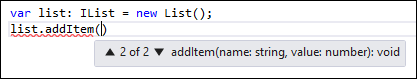 var list: IList = new List();
list.addItem()
▲ 2 of 2 ▼ addItem(name: string, value: number): void